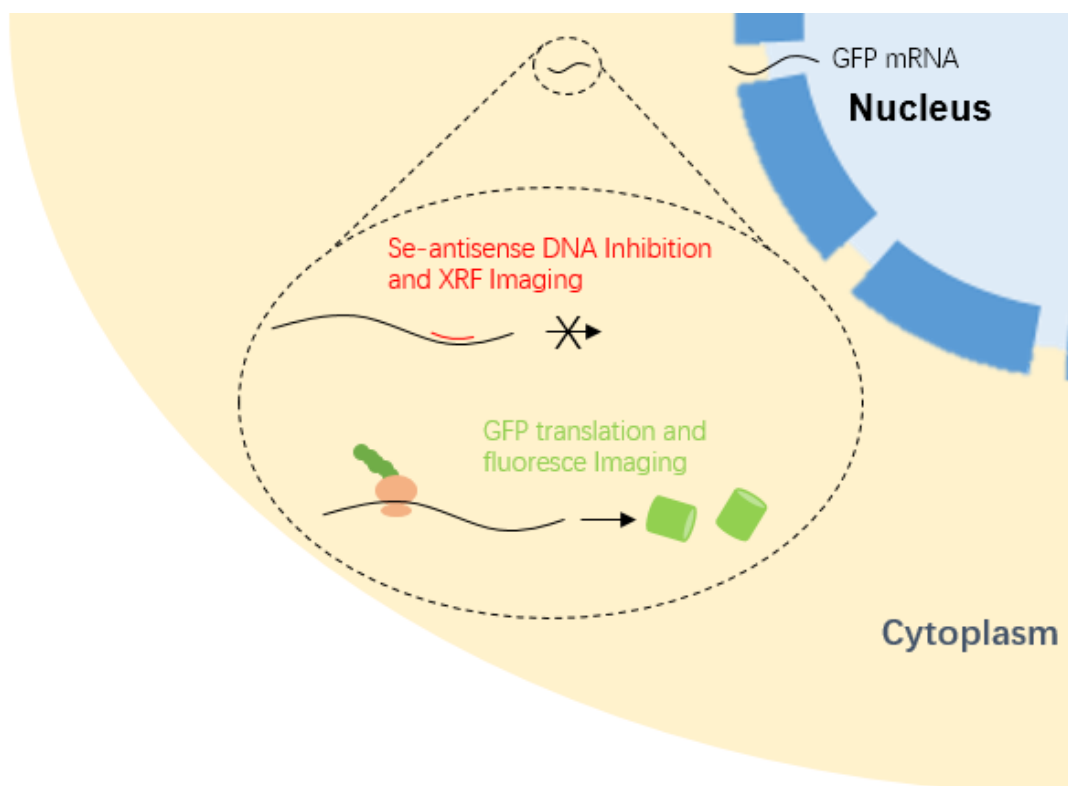 GFP mRNA
Nucleus
Se-antisense DNA Inhibition
and XRF Imaging
GFP translation and
fluoresce Imaging
Cytoplasm